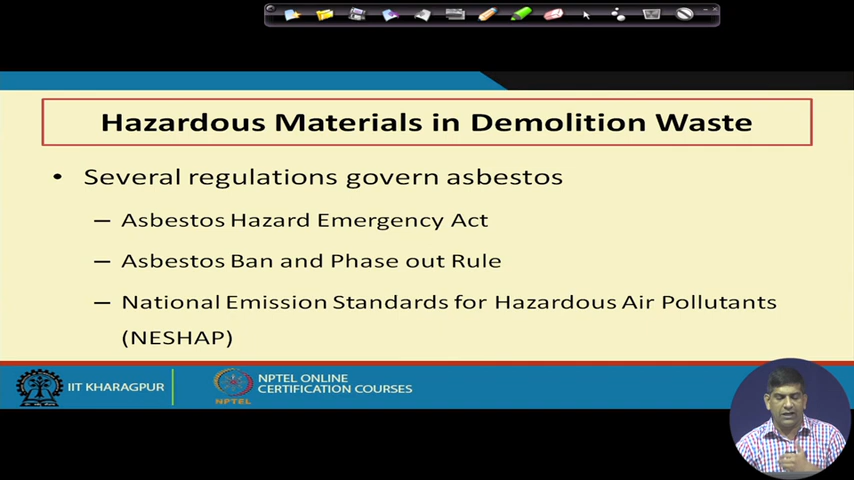 Hazardous Materials in Demolition Waste
• Several regulations govern asbestos
– Asbestos Hazard Emergency Act
– Asbestos Ban and Phase out Rule
– National Emission Standards for Hazardous Air Pollutants
(NESHAP)
IIT KHARAGPUR
NPTEL
NPTEL ONLINE
CERTIFICATION COURSES